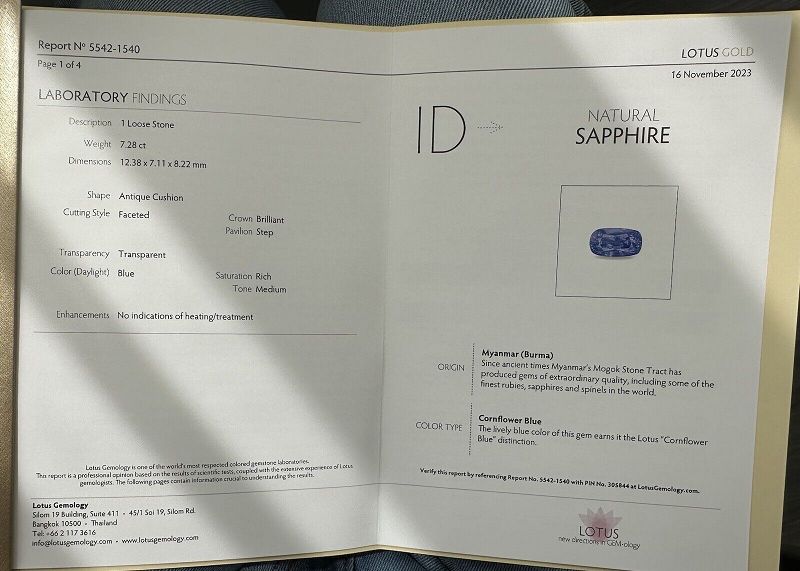 Report Nº 5542-1540
Page 1 of 4
LABORATORY FINDINGS
Description 1 Loose Stone
Weight 7.28 ct
Dimensions 12.38 x 7.11 x 8.22 mm
Shape Antique Cushion
Cutting Style Faceted
Crown Brilliant
Pavilion Step
Transparency Transparent
Color (Daylight) Blue
Saturation Rich
Tone Medium
Enhancements No indications of heating/treatment
Lotus Gemology is one of the world's most respected colored gemstone laboratories.
This report is a professional opinion based on the results of scientific tests, coupled with the extensive experience of Lotus
gemologists. The following pages contain information crucial to understanding the results.
Lotus Gemology
Silom 19 Building, Suite 411 • 45/1 Soi 19, Silom Rd.
Bangkok 10500 • Thailand
Tel: +66 2 117 3616
info@lotusgemology.com • www.lotusgemology.com
LOTUS GOLD
16 November 2023
ID
NATURAL
SAPPHIRE
ORIGIN
Myanmar (Burma)
Since ancient times Myanmar's Mogok Stone Tract has
produced gems of extraordinary quality, including some of the
finest rubies, sapphires and spinels in the world.
COLOR TYPE
Cornflower Blue
The lively blue color of this gem earns it the Lotus "Cornflower
Blue" distinction.
Verify this report by referencing Report No. 5542-1540 with PIN No. 305844 at LotusGemology.com.
LOTUS
new directions in GEM•ology